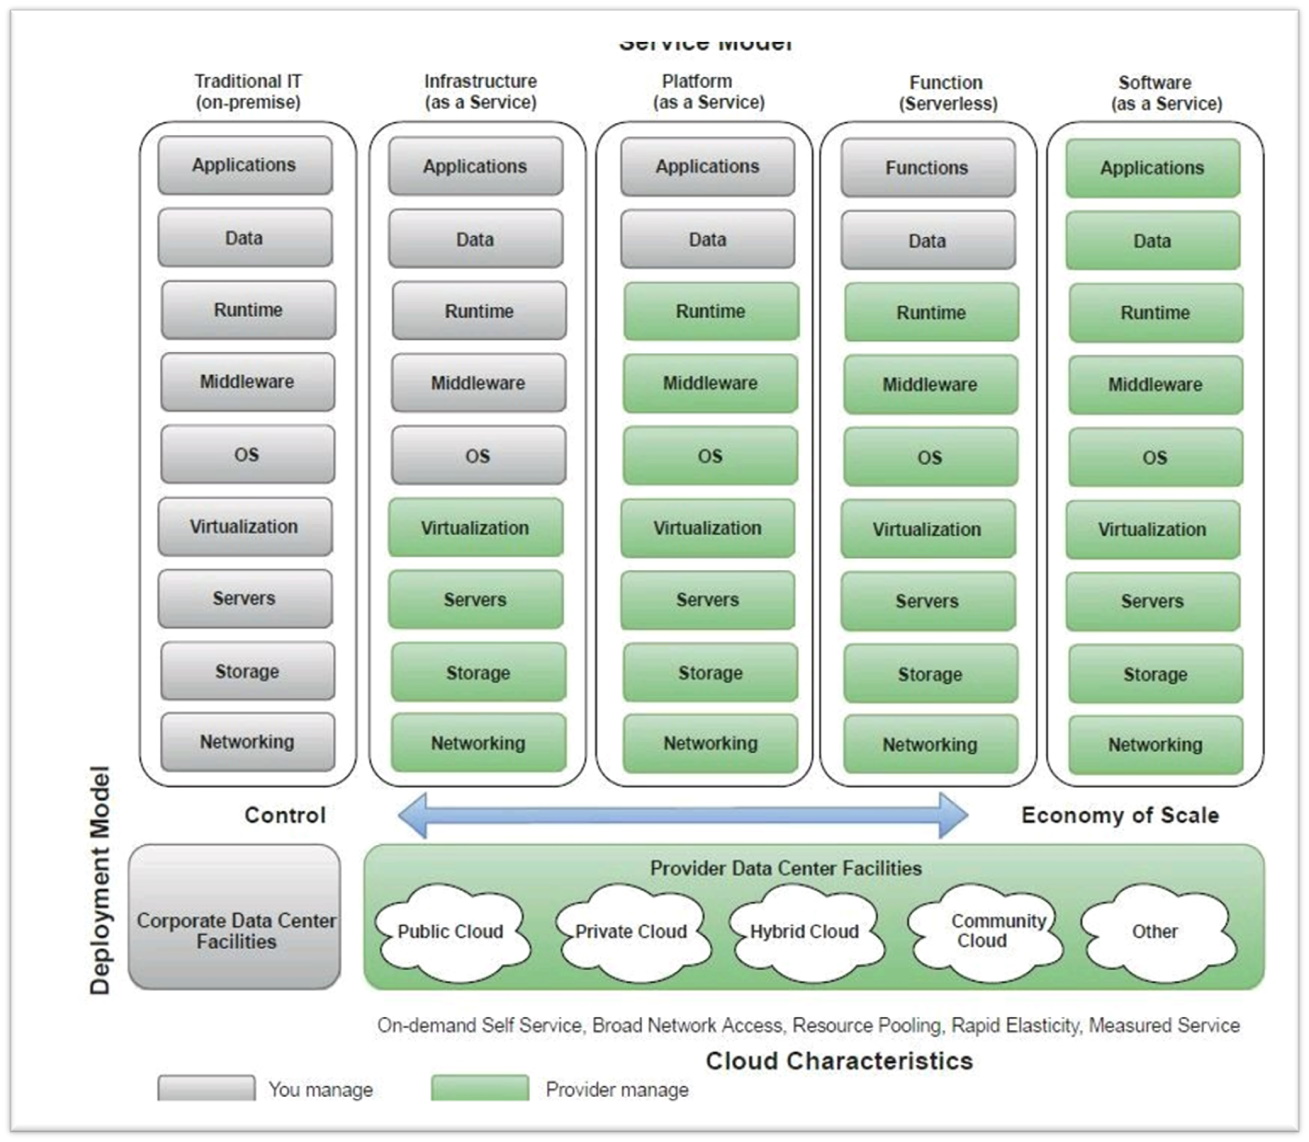 Service Model
Traditional IT
(on-premise)
Infrastructure
(as a Service)
Platform
(as a Service)
Function
(Serverless)
Software
(as a Service)
Applications
Applications
Applications
Functions
Applications
Data
Data
Data
Data
Data
Runtime
Runtime
Runtime
Runtime
Runtime
Middleware
Middleware
Middleware
Middleware
Middleware
OS
OS
OS
OS
OS
Virtualization
Virtualization
Virtualization
Virtualization
Virtualization
Servers
Servers
Servers
Servers
Servers
Storage
Storage
Storage
Storage
Storage
Networking
Networking
Networking
Networking
Networking
Control
Economy of Scale
Deployment Model
Corporate Data Center
Facilities
Provider Data Center Facilities
Public Cloud
Private Cloud
Hybrid Cloud
Community
Cloud
Other
On-demand Self Service, Broad Network Access, Resource Pooling, Rapid Elasticity, Measured Service
Cloud Characteristics
You manage
Provider manage